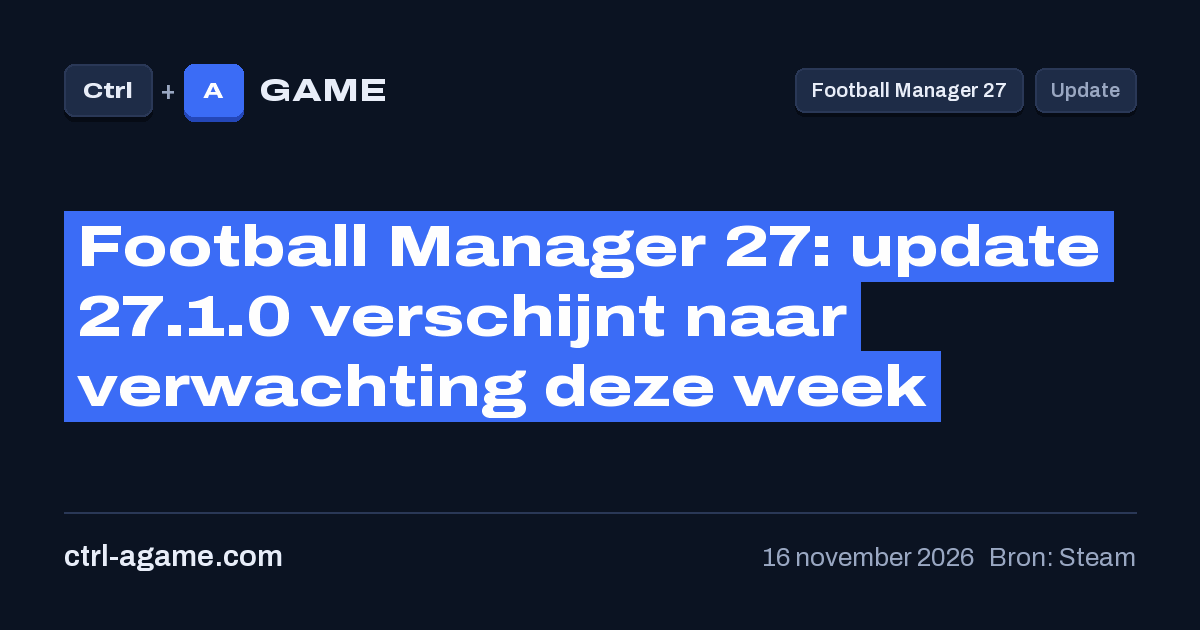 Ctrl + A GAME
Football Manager 27 Update
Football Manager 27: update
27.1.0 verschijnt naar
verwachting deze week
ctrl-agame.com
16 november 2026 Bron: Steam